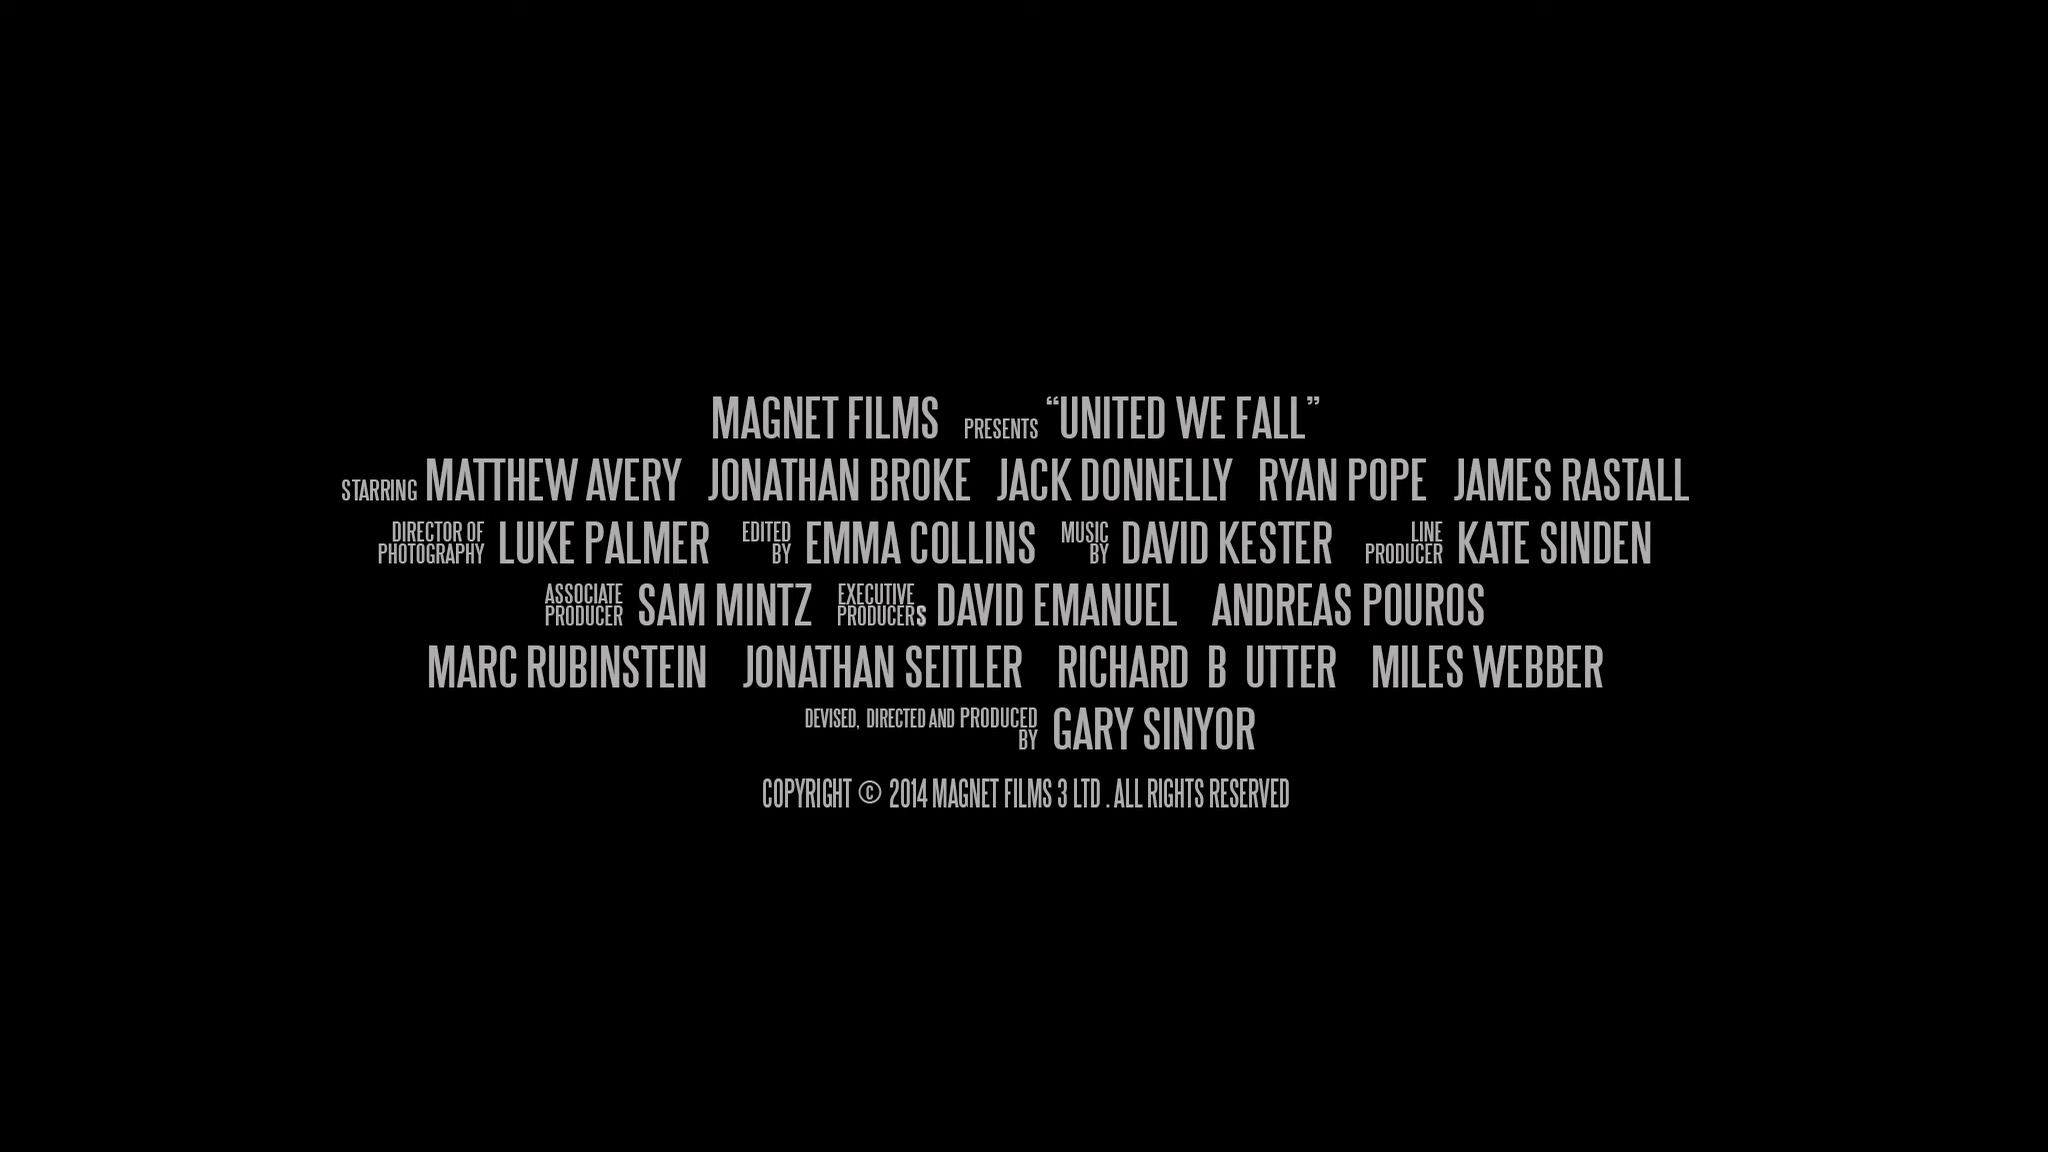 MAGNET FILMS PRESENTS “UNITED WE FALL”
STARRING MATTHEW AVERY JONATHAN BROKE JACK DONNELLY RYAN POPE JAMES RASTALL
DIRECTOR OF PHOTOGRAPHY LUKE PALMER EDITED BY EMMA COLLINS MUSIC BY DAVID KESTER LINE PRODUCER KATE SINDEN
ASSOCIATE PRODUCER SAM MINTZ EXECUTIVE PRODUCERS DAVID EMANUEL ANDREAS POUROS
MARC RUBINSTEIN JONATHAN SEITLER RICHARD B UTTER MILES WEBBER
DEVISED, DIRECTED AND PRODUCED BY GARY SINYOR
COPYRIGHT © 2014 MAGNET FILMS 3 LTD . ALL RIGHTS RESERVED